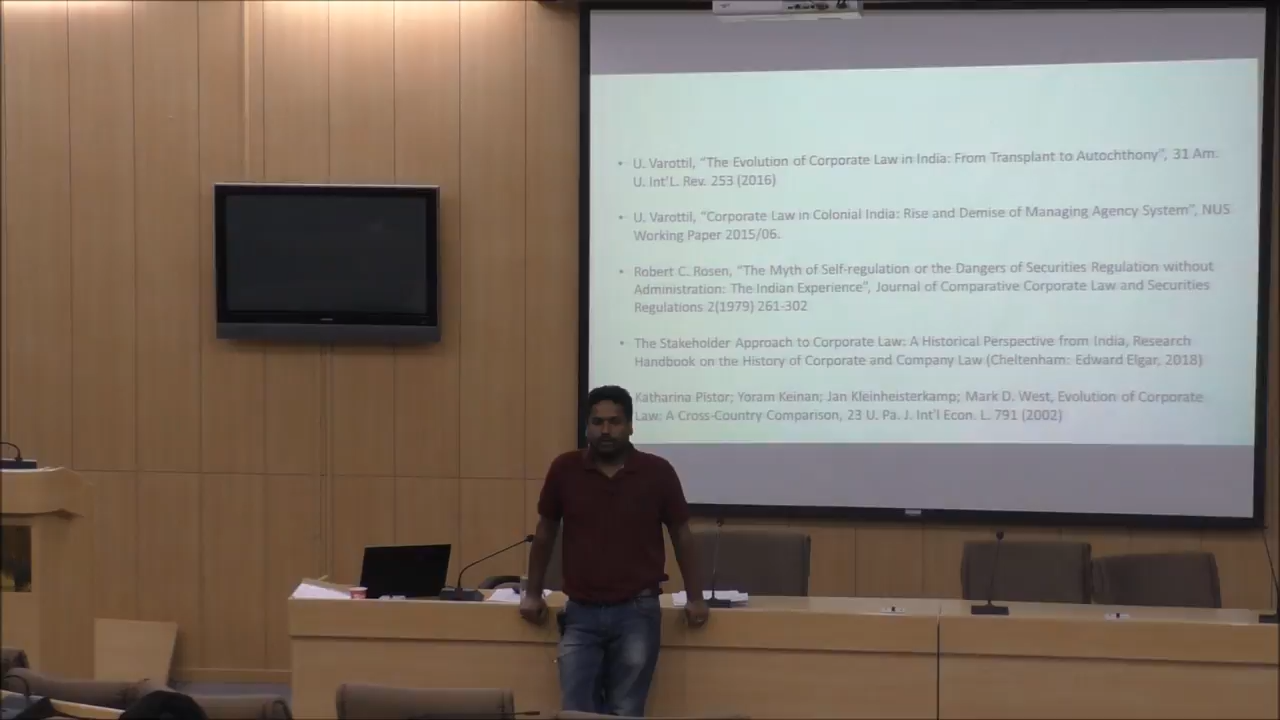 • U. Varottil, "The Evolution of Corporate Law in India: From Transplant to Autochthony", 31 Am.
U. Int'L. Rev. 253 (2016)
• U. Varottil, "Corporate Law in Colonial India: Rise and Demise of Managing Agency System", NUS
Working Paper 2015/06.
• Robert C. Rosen, "The Myth of Self-regulation or the Dangers of Securities Regulation without
Administration: The Indian Experience", Journal of Comparative Corporate Law and Securities
Regulations 2(1979) 261-302
• The Stakeholder Approach to Corporate Law: A Historical Perspective from India, Research
Handbook on the History of Corporate and Company Law (Cheltenham: Edward Elgar, 2018)
Katharina Pistor; Yoram Keinan; Jan Kleinheisterkamp; Mark D. West, Evolution of Corporate
Law: A Cross-Country Comparison, 23 U. Pa. J. Int'l Econ. L. 791 (2002)